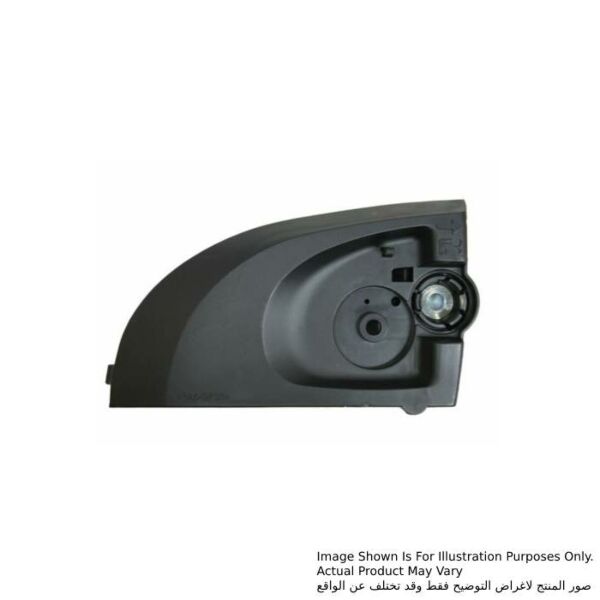 Image Shown Is For Illustration Purposes Only.
Actual Product May Vary
صور المنتج لاغراض التوضيح فقط وقد تختلف عن الواقع